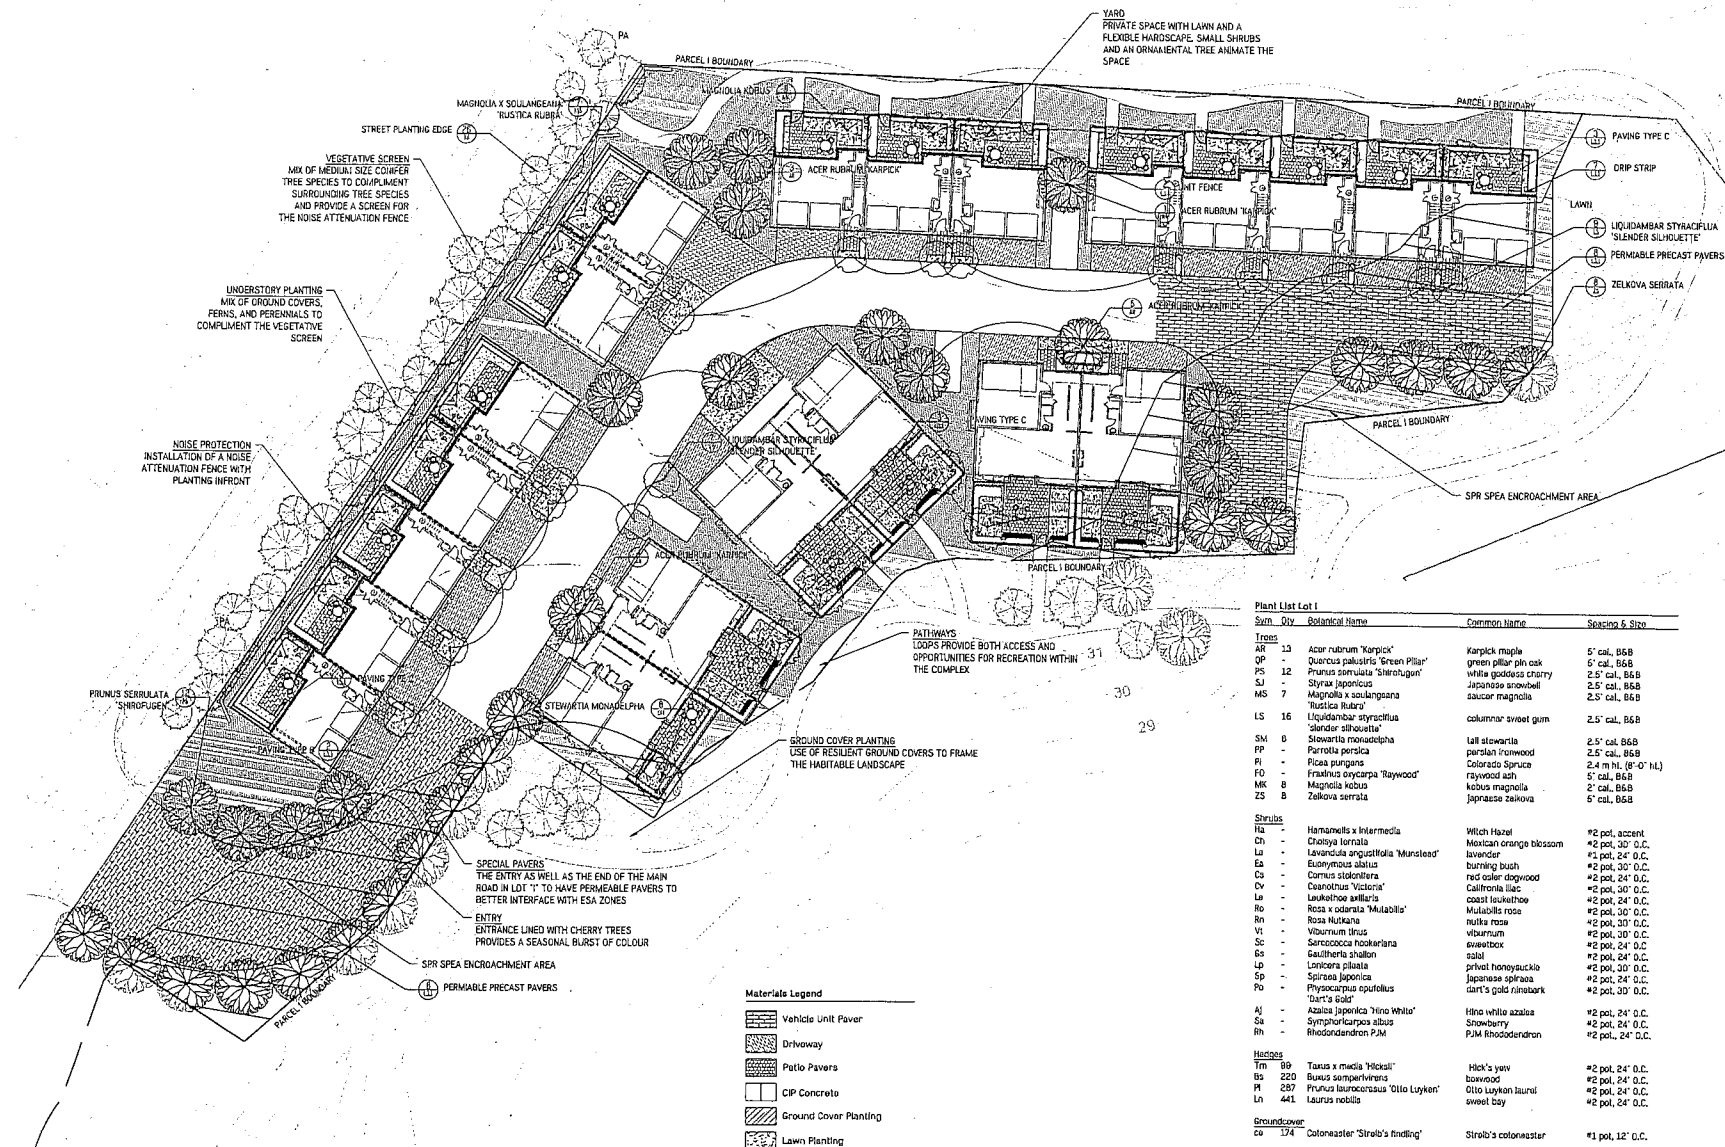 YARD
PRIVATE SPACE WITH LAWN AND A
FLEXIBLE HARDSCAPE. SMALL SHRUBS
AND AN ORNAMENTAL TREE ANIMATE THE
SPACE
PA
PARCEL I BOUNDARY
MAGNOLIA KOBUS
PARCEL I BOUNDARY
MAGNOLIA X SOULANGEANA
'RUSTICA RUBRA'
STREET PLANTING EDGE
PAVING TYPE C
VEGETATIVE SCREEN
MIX OF MEDIUM SIZE CONIFER
TREE SPECIES TO COMPLIMENT
SURROUNDING TREE SPECIES
AND PROVIDE A SCREEN FOR
THE NOISE ATTENUATION FENCE
ACER RUBRUM 'KARPICK'
DRIP STRIP
UNIT FENCE
LAWN
ACER RUBRUM 'KARPICK'
LIQUIDAMBAR STYRACIFLUA
'SLENDER SILHOUETTE'
PERMIABLE PRECAST PAVERS
ZELKOVA SERRATA
UNDERSTORY PLANTING
MIX OF GROUND COVERS,
FERNS, AND PERENNIALS TO
COMPLIMENT THE VEGETATIVE
SCREEN
PA
ACER RUBRUM 'KARPICK'
PAVING TYPE C
PARCEL I BOUNDARY
LIQUIDAMBAR STYRACIFLUA
'SLENDER SILHOUETTE'
NOISE PROTECTION
INSTALLATION OF A NOISE
ATTENUATION FENCE WITH
PLANTING INFRONT
SPR SPEA ENCROACHMENT AREA
ACER RUBRUM 'KARPICK'
PARCEL I BOUNDARY
PATHWAYS
LOOPS PROVIDE BOTH ACCESS AND
OPPORTUNITIES FOR RECREATION WITHIN
THE COMPLEX
31
30
29
PAVING TYPE C
PRUNUS SERRULATA
'SHIROFUGEN'
STEWARTIA MONADELPHA
PAVING TYPE B
GROUND COVER PLANTING
USE OF RESILIENT GROUND COVERS TO FRAME
THE HABITABLE LANDSCAPE
SPECIAL PAVERS
THE ENTRY AS WELL AS THE END OF THE MAIN
ROAD IN LOT "I" TO HAVE PERMEABLE PAVERS TO
BETTER INTERFACE WITH ESA ZONES
ENTRY
ENTRANCE LINED WITH CHERRY TREES
PROVIDES A SEASONAL BURST OF COLOUR
SPR SPEA ENCROACHMENT AREA
PERMIABLE PRECAST PAVERS
PARCEL I BOUNDARY
Materials Legend
Vehicle Unit Paver
Driveway
Patio Pavers
CIP Concrete
Ground Cover Planting
Lawn Planting
Plant List Lot I
Sym Qty Botanical Name Common Name Spacing & Size
Trees
AR 13 Acer rubrum 'Karpick' Karpick maple 5" cal., B&B
QP - Quercus palustris 'Green Pillar' green pillar pin oak 6" cal., B&B
PS 12 Prunus serrulata 'Shirofugen' white goddess cherry 2.5" cal., B&B
SJ - Styrax japonicus Japanese snowbell 2.5" cal., B&B
MS 7 Magnolia x soulangeana saucer magnolia 2.5" cal., B&B
'Rustica Rubra'
LS 16 Liquidambar styraciflua columnar sweet gum 2.5" cal., B&B
'slender silhouette'
SM 8 Stewartia monadelpha tall stewartia 2.5" cal. B&B
PP - Parrotia persica persian ironwood 2.5" cal., B&B
Pi - Picea pungens Colorado Spruce 2.4 m ht. (8'-0" ht.)
FO - Fraxinus oxycarpa 'Raywood' raywood ash 5" cal., B&B
MK 8 Magnolia kobus kobus magnolia 2" cal., B&B
ZS 8 Zelkova serrata japnaese zelkova 6" cal., B&B
Shrubs
Ha - Hamamelis x intermedia Witch Hazel #2 pot, accent
Ch - Choisya ternata Mexican orange blossom #2 pot, 30" O.C.
La - Lavandula angustifolia 'Munstead' lavender #1 pot, 24" O.C.
Ea - Euonymous alatus burning bush #2 pot, 30" O.C.
Cs - Cornus stolonifera red osier dogwood #2 pot, 24" O.C.
Cv - Ceanothus 'Victoria' Califronia lilac #2 pot, 30" O.C.
Le - Leukothoe axillaris coast leukothoe #2 pot, 24" O.C.
Ro - Rosa x odorata 'Mutabilis' Mutabilis rose #2 pot, 30" O.C.
Rn - Rosa Nutkana nutka rose #2 pot, 30" O.C.
Vt - Viburnum tinus viburnum #2 pot, 30" O.C.
Sc - Sarcococca hookeriana sweetbox #2 pot, 24" O.C
Gs - Gaultheria shallon salal #2 pot, 24" O.C.
Lp - Lonicera pileata privet honeysuckle #2 pot, 30" O.C.
Sp - Spiraea japonica japanese spiraea #2 pot, 24" O.C.
Po - Physocarpus opulofolius dart's gold ninebark #2 pot, 30" O.C.
'Dart's Gold'
Aj - Azalea japonica 'Hino White' Hino white azalea #2 pot, 24" O.C.
Sa - Symphoricarpos albus Snowberry #2 pot, 24" O.C.
Rh - Rhodondendron PJM PJM Rhododendron #2 pot., 24" O.C.
Hedges
Tm 99 Taxus x media 'Hicksii' Hick's yew #2 pot, 24" O.C.
Bs 220 Buxus sempervirens boxwood #2 pot, 24" O.C.
Pl 287 Prunus laurocerasus 'Otto Luyken' Otto Luyken laurel #2 pot, 24" O.C.
Ln 441 Laurus nobilis sweet bay #2 pot, 24" O.C.
Groundcover
co 174 Cotoneaster 'Streib's findling' Streib's cotoneaster #1 pot, 12" O.C.